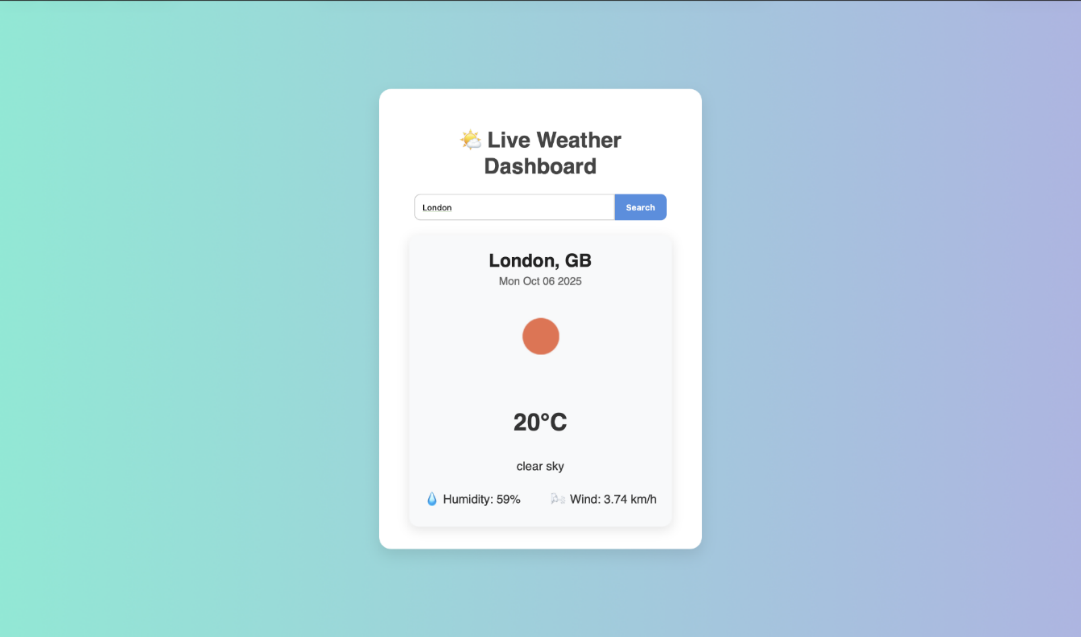 🌤️ Live Weather
Dashboard
London
Search
London, GB
Mon Oct 06 2025
20°C
clear sky
💧 Humidity: 59%
🌬️ Wind: 3.74 km/h